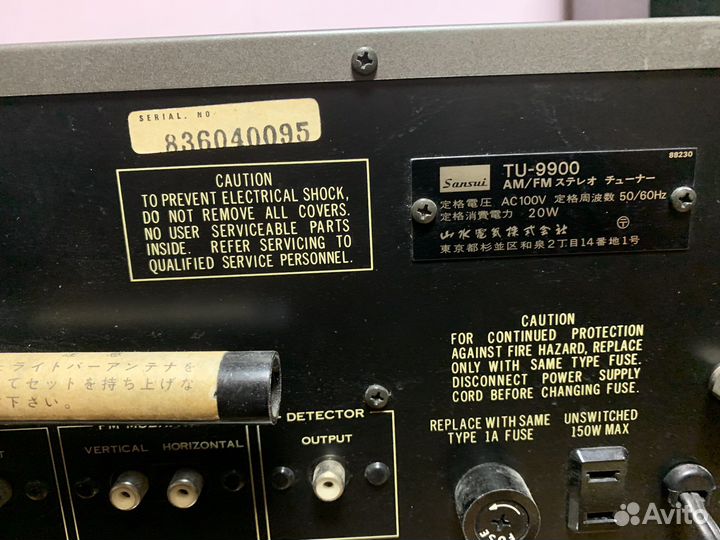 SERIAL. NO
836040095
88230
Sansui
TU-9900
AM/FM ステレオ チューナー
定格電圧 AC100V 定格周波数 50/60Hz
定格消費電力 20W
山水電気株式会社
東京都杉並区和泉2丁目14番地1号
CAUTION
TO PREVENT ELECTRICAL SHOCK,
DO NOT REMOVE ALL COVERS.
NO USER SERVICEABLE PARTS
INSIDE. REFER SERVICING TO
QUALIFIED SERVICE PERSONNEL.
CAUTION
FOR CONTINUED PROTECTION
AGAINST FIRE HAZARD, REPLACE
ONLY WITH SAME TYPE FUSE.
DISCONNECT POWER SUPPLY
CORD BEFORE CHANGING FUSE.
ライトバーアンテナを
てセットを持ち上げな
下さい。
VERTICAL HORIZONTAL
DETECTOR
OUTPUT
REPLACE WITH SAME
TYPE 1A FUSE
UNSWITCHED
150W MAX
FUSE
Avito